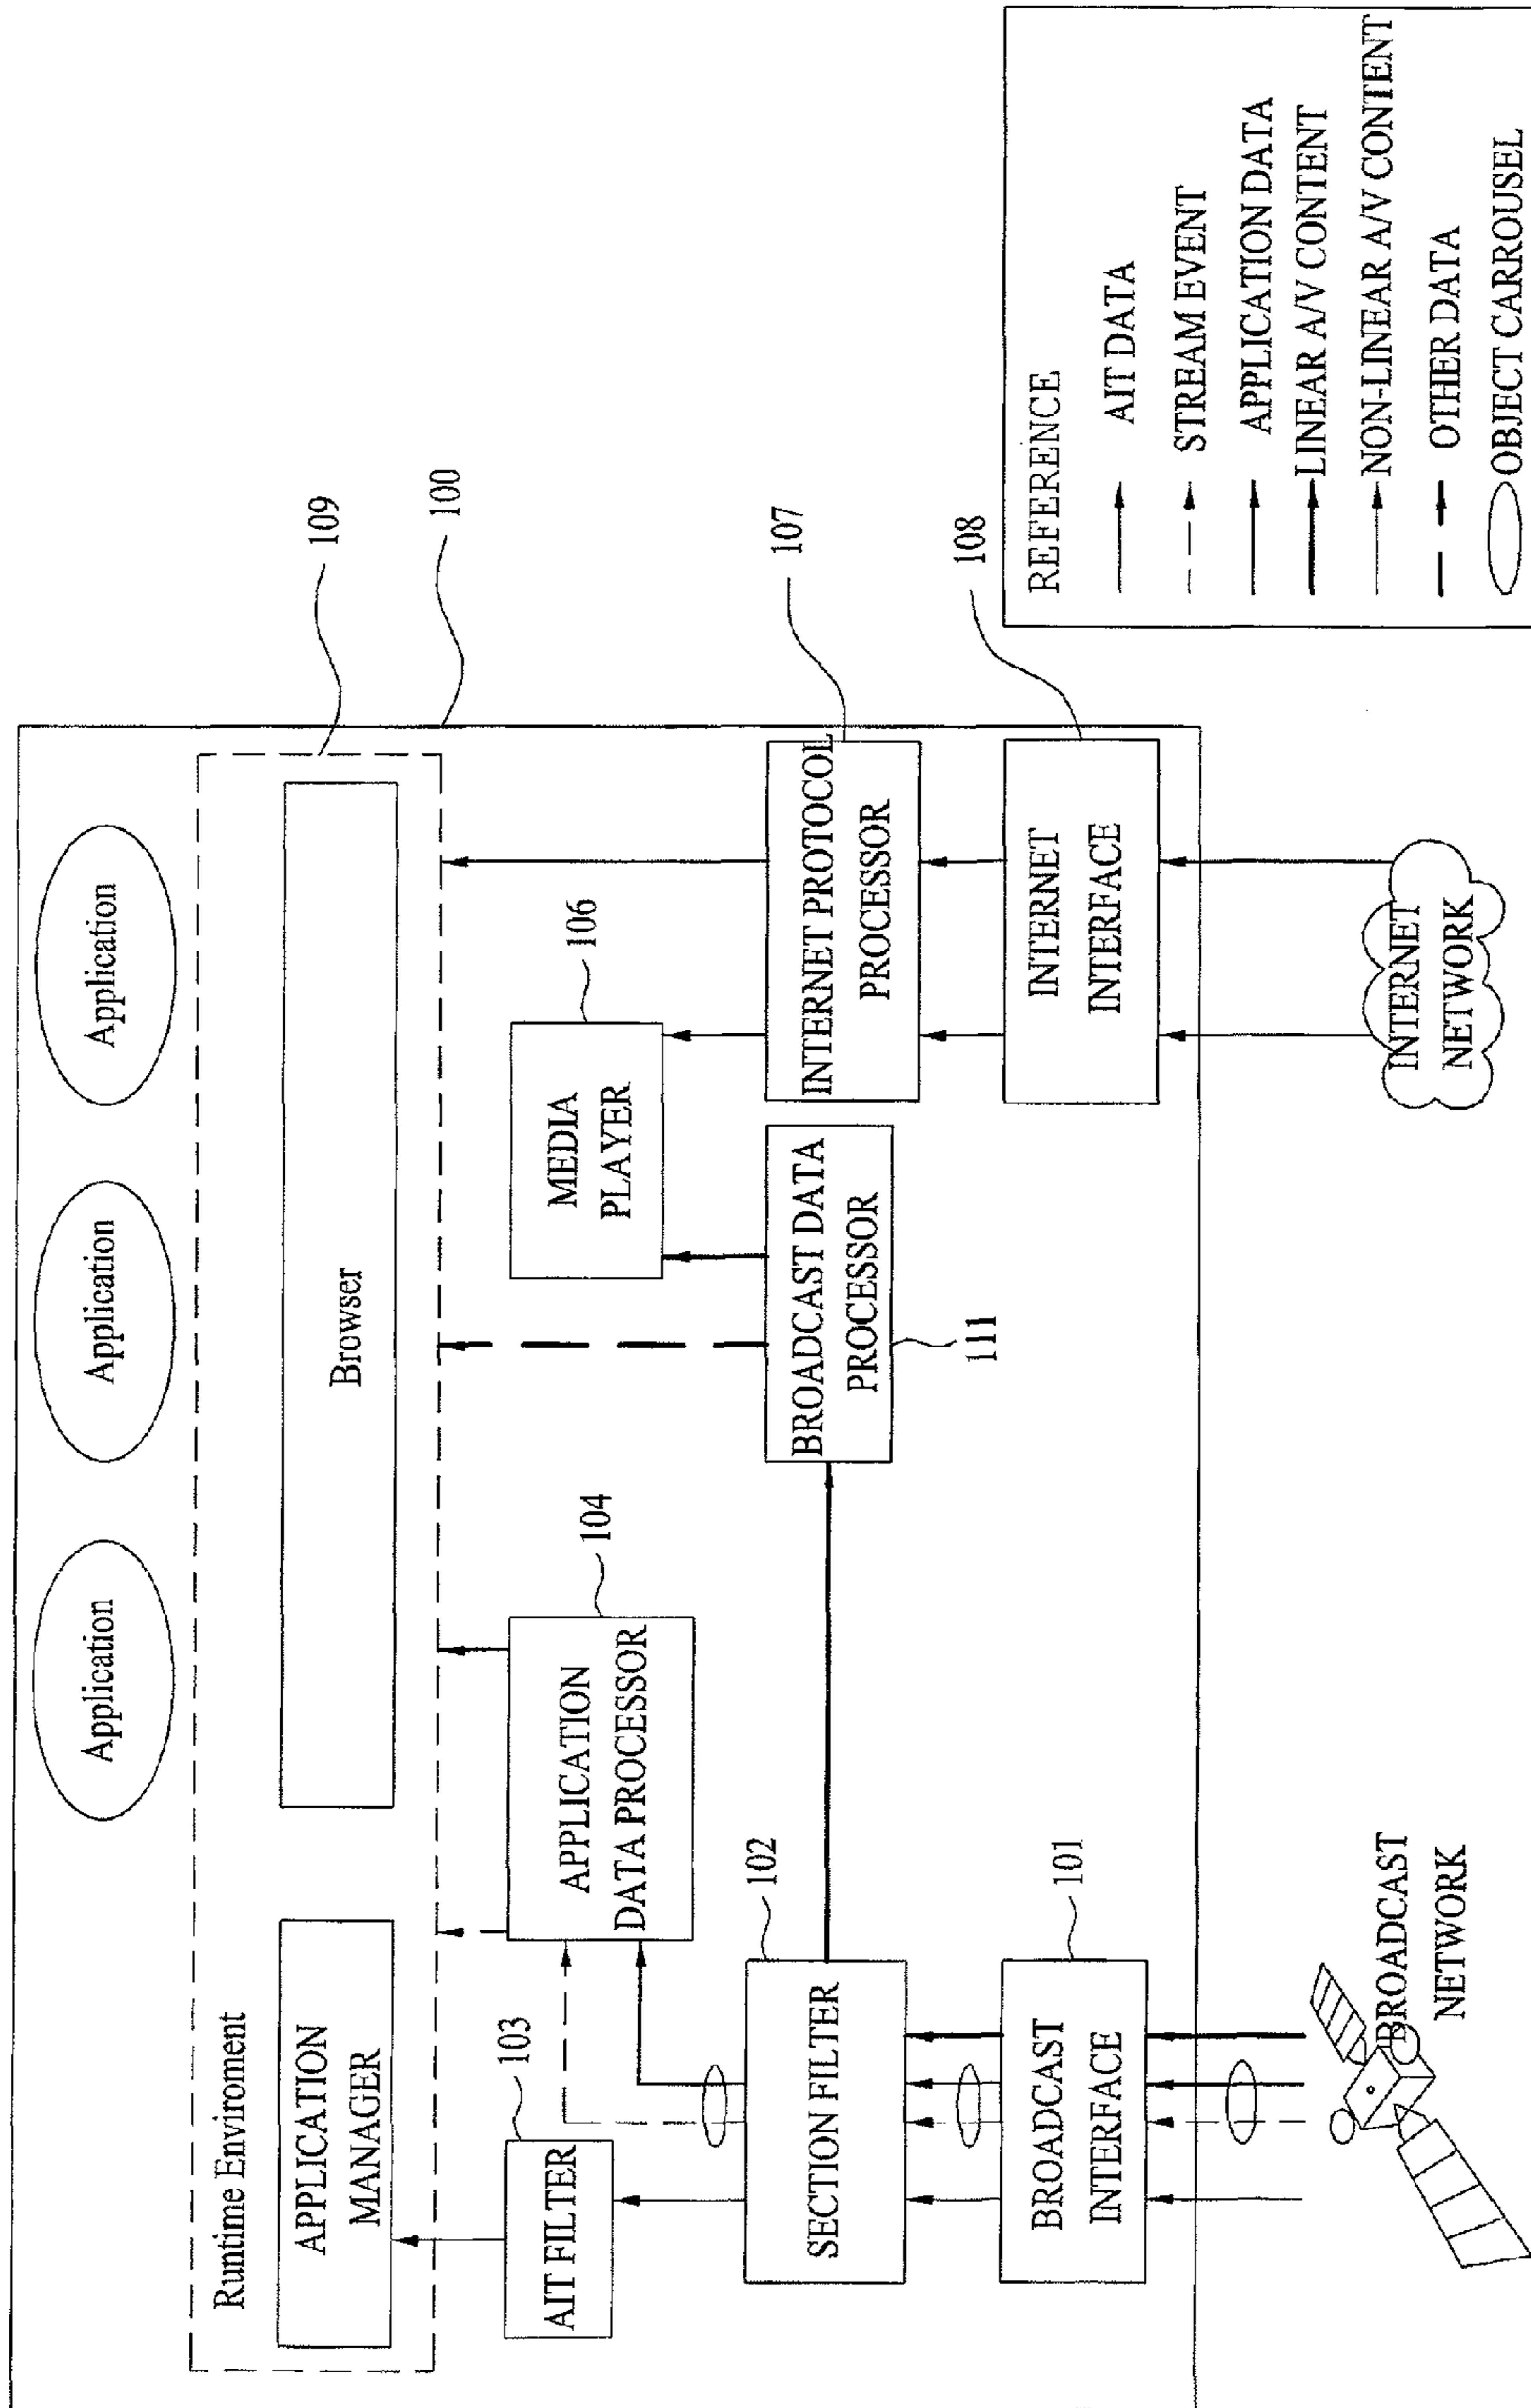 Application
Application
Application
Runtime Enviroment
109
100
APPLICATION
MANAGER
Browser
103
AIT FILTER
104
APPLICATION
DATA PROCESSOR
MEDIA
PLAYER
106
107
102
SECTION FILTER
BROADCAST DATA
PROCESSOR
111
INTERNET PROTOCOL
PROCESSOR
108
101
BROADCAST
INTERFACE
INTERNET
INTERFACE
BROADCAST
NETWORK
INTERNET
NETWORK
REFERENCE
AIT DATA
STREAM EVENT
APPLICATION DATA
LINEAR A/V CONTENT
NON-LINEAR A/V CONTENT
OTHER DATA
OBJECT CARROUSEL